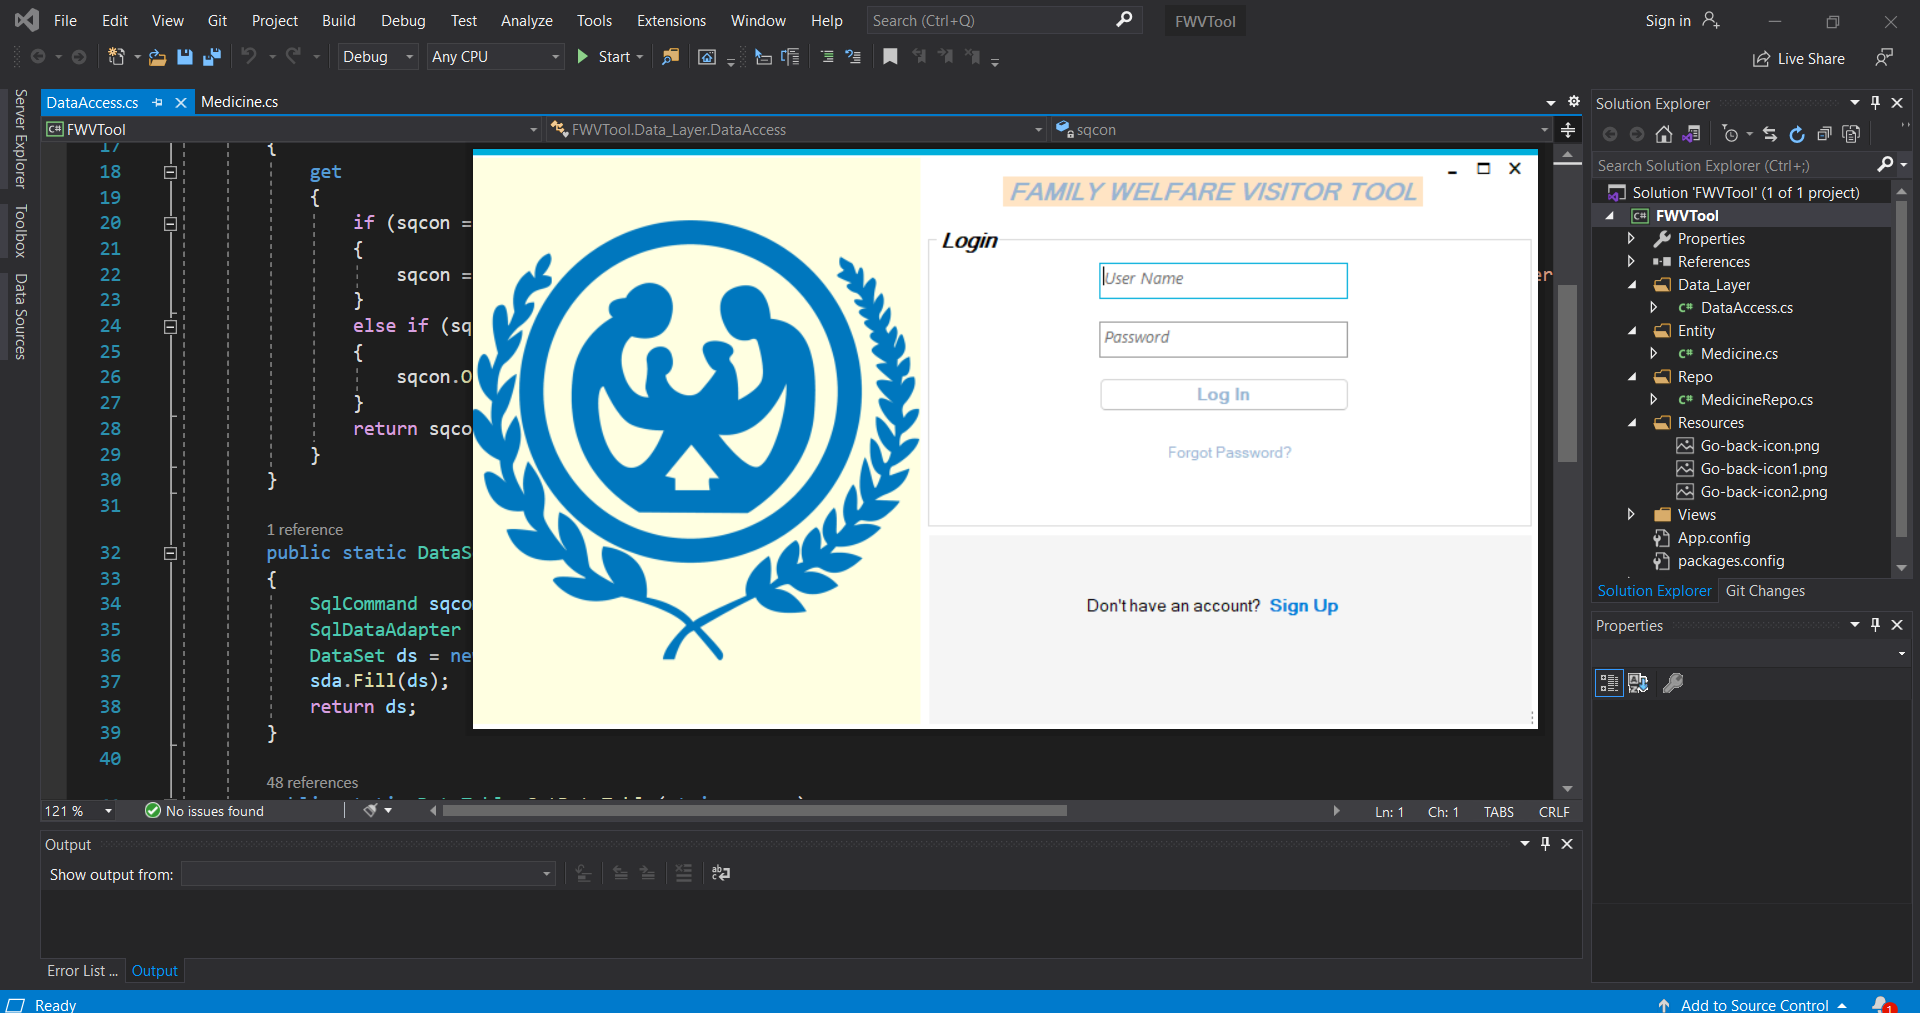 File Edit View Git Project Build Debug Test Analyze Tools Extensions Window Help Search (Ctrl+Q) FWVTool Sign in
Debug Any CPU Start Live Share
Server Explorer
Toolbox
Data Sources
DataAccess.cs Medicine.cs
C# FWVTool FWVTool.Data_Layer.DataAccess sqcon
17 {
18 get
19 {
20 if (sqcon =
21 {
22 sqcon =
23 }
24 else if (sq
25 {
26 sqcon.O
27 }
28 return sqco
29 }
30 }
31
1 reference
32 public static DataS
33 {
34 SqlCommand sqco
35 SqlDataAdapter
36 DataSet ds = ne
37 sda.Fill(ds);
38 return ds;
39 }
40
48 references
er
FAMILY WELFARE VISITOR TOOL
Login
User Name
Password
Log In
Forgot Password?
Don't have an account? Sign Up
121 % No issues found Ln: 1 Ch: 1 TABS CRLF
Output
Show output from:
Error List ... Output
Solution Explorer
Search Solution Explorer (Ctrl+;)
Solution 'FWVTool' (1 of 1 project)
C# FWVTool
Properties
References
Data_Layer
C# DataAccess.cs
Entity
C# Medicine.cs
Repo
C# MedicineRepo.cs
Resources
Go-back-icon.png
Go-back-icon1.png
Go-back-icon2.png
Views
App.config
packages.config
Solution Explorer Git Changes
Properties
Ready Add to Source Control 1